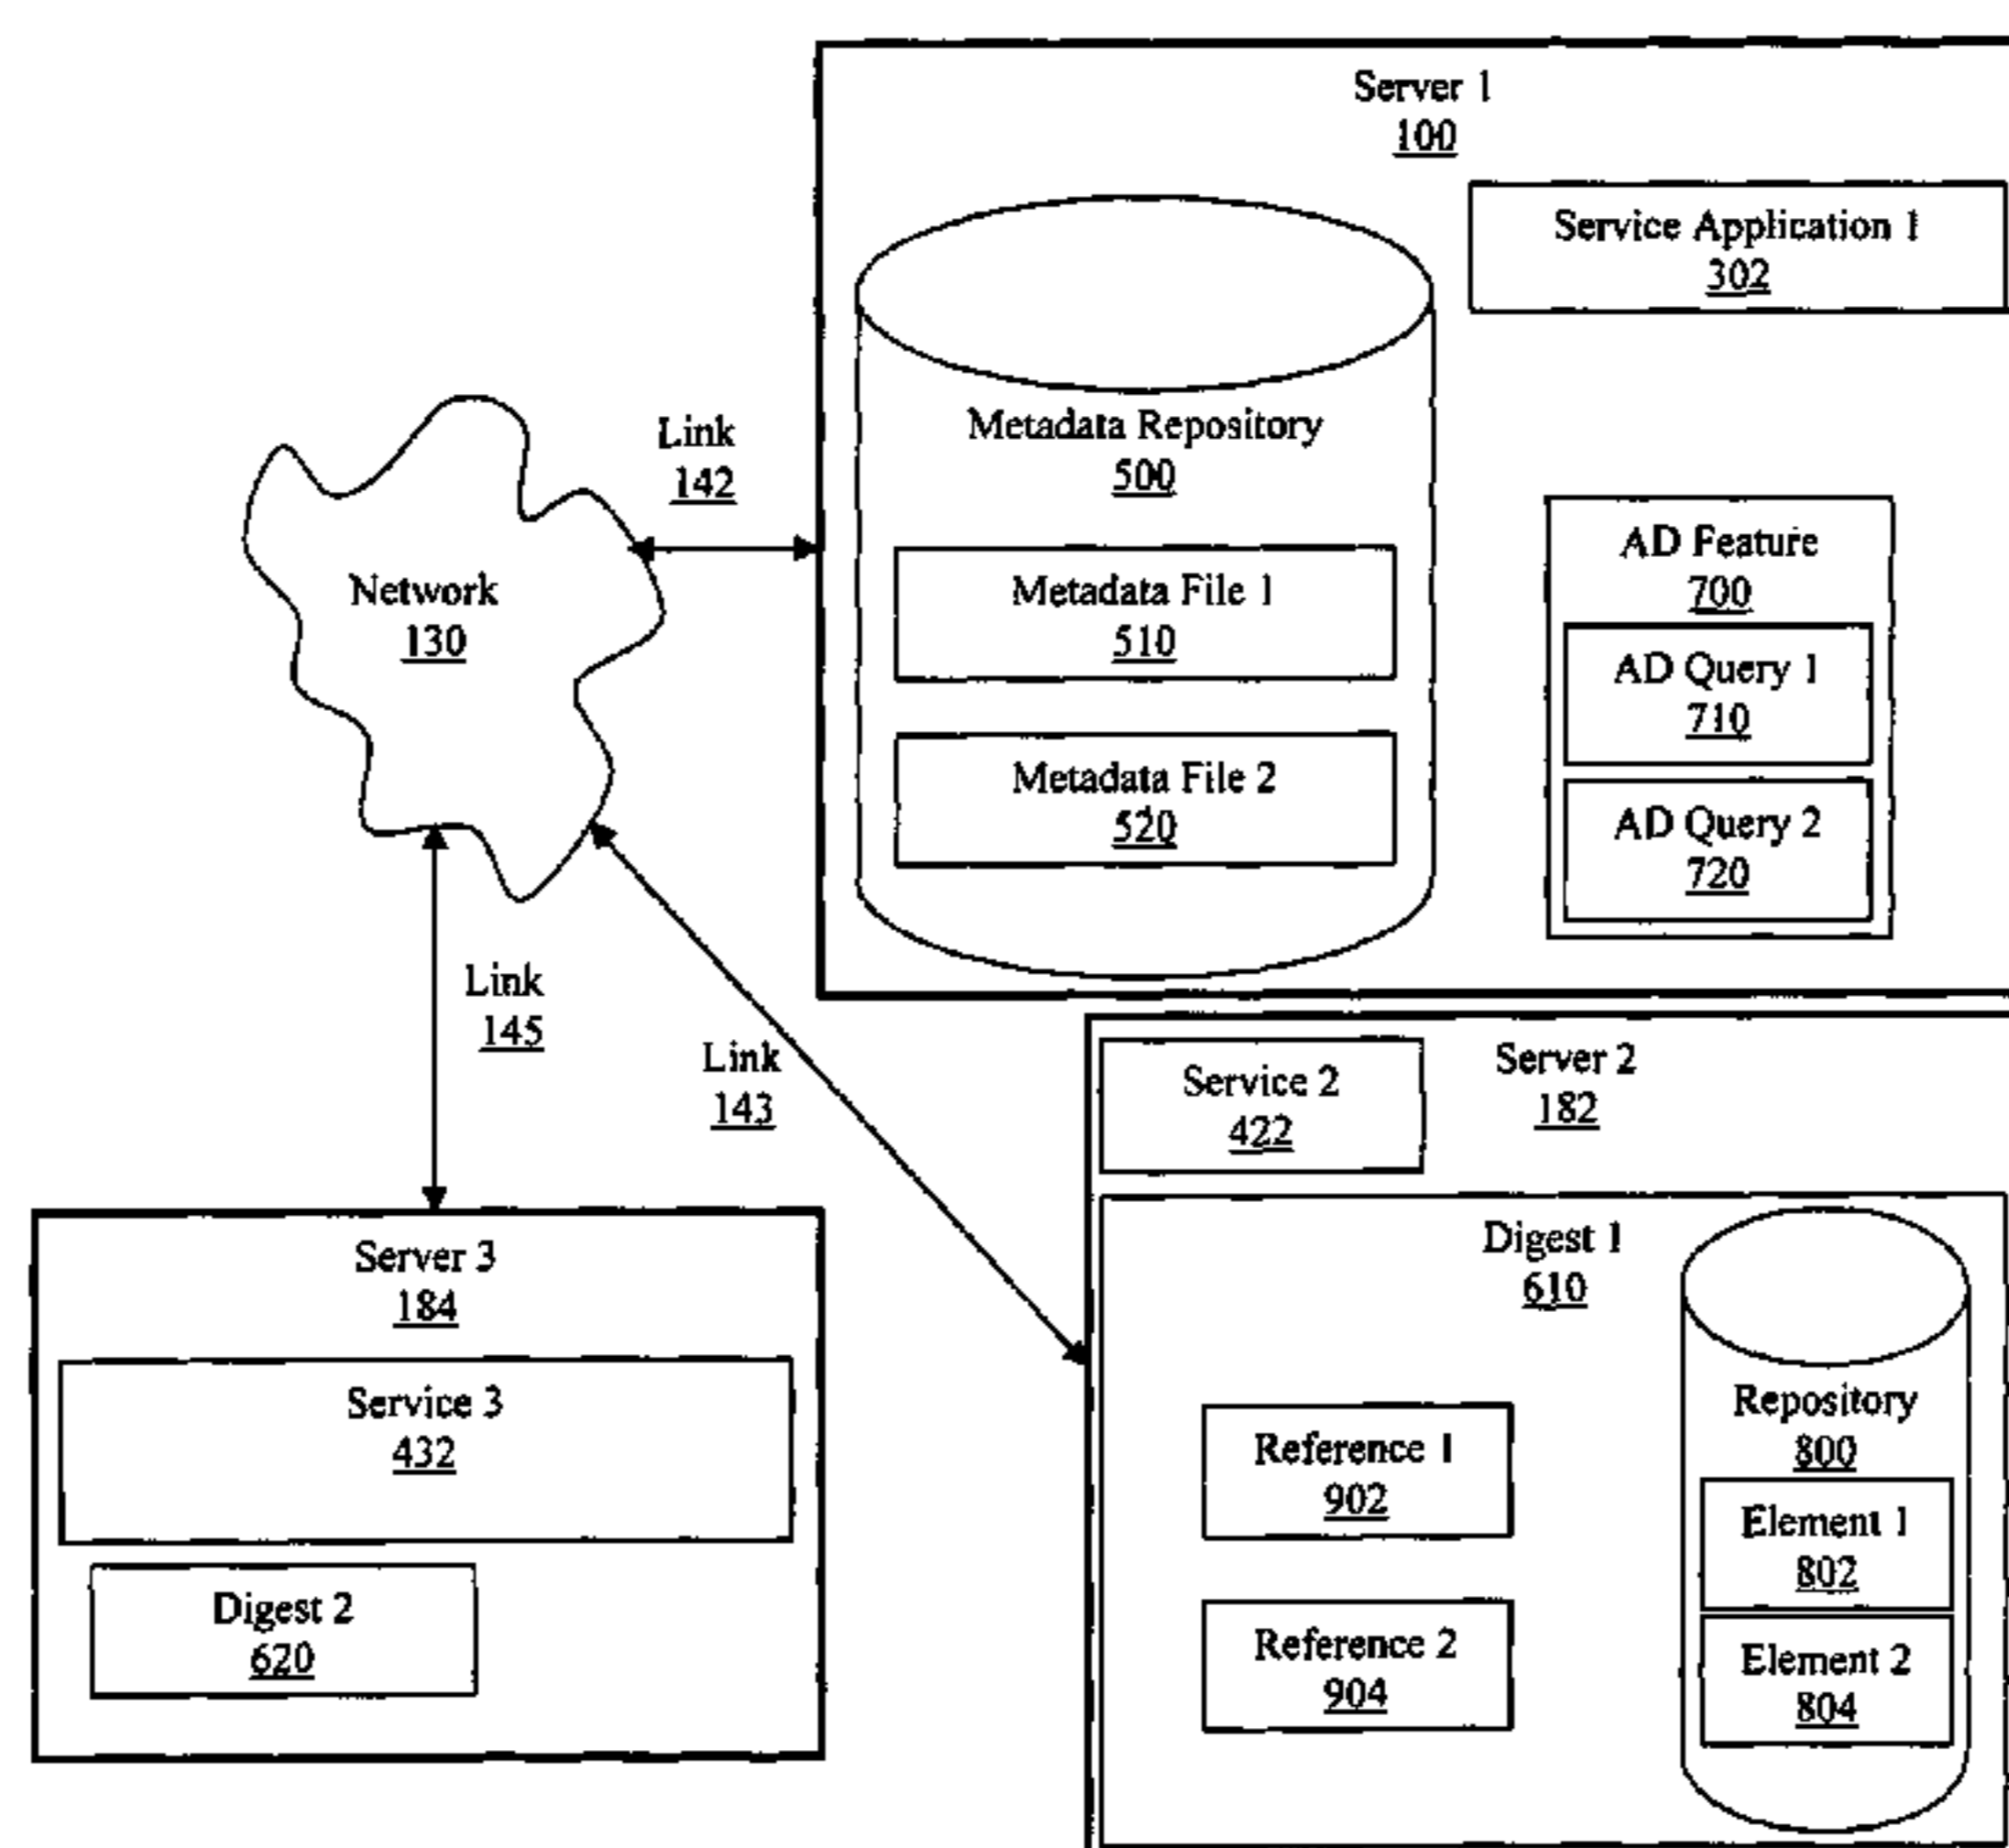 Server 1
100
Service Application 1
302
Metadata Repository
500
Link
142
Network
130
Metadata File 1
510
Metadata File 2
520
AD Feature
700
AD Query 1
710
AD Query 2
720
Link
145
Link
143
Service 2
422
Server 2
182
Digest 1
610
Server 3
184
Service 3
432
Digest 2
620
Reference 1
902
Reference 2
904
Repository
800
Element 1
802
Element 2
804